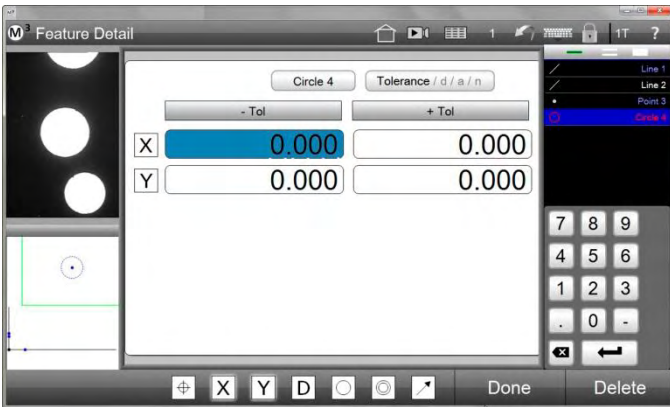 M³ Feature Detail 1 1T ?
Line 1
Line 2
Point 3
Circle 4
Circle 4 Tolerance / d / a / n
- Tol + Tol
X 0.000 0.000
Y 0.000 0.000
7 8 9
4 5 6
1 2 3
. 0 -
X Y D Done Delete